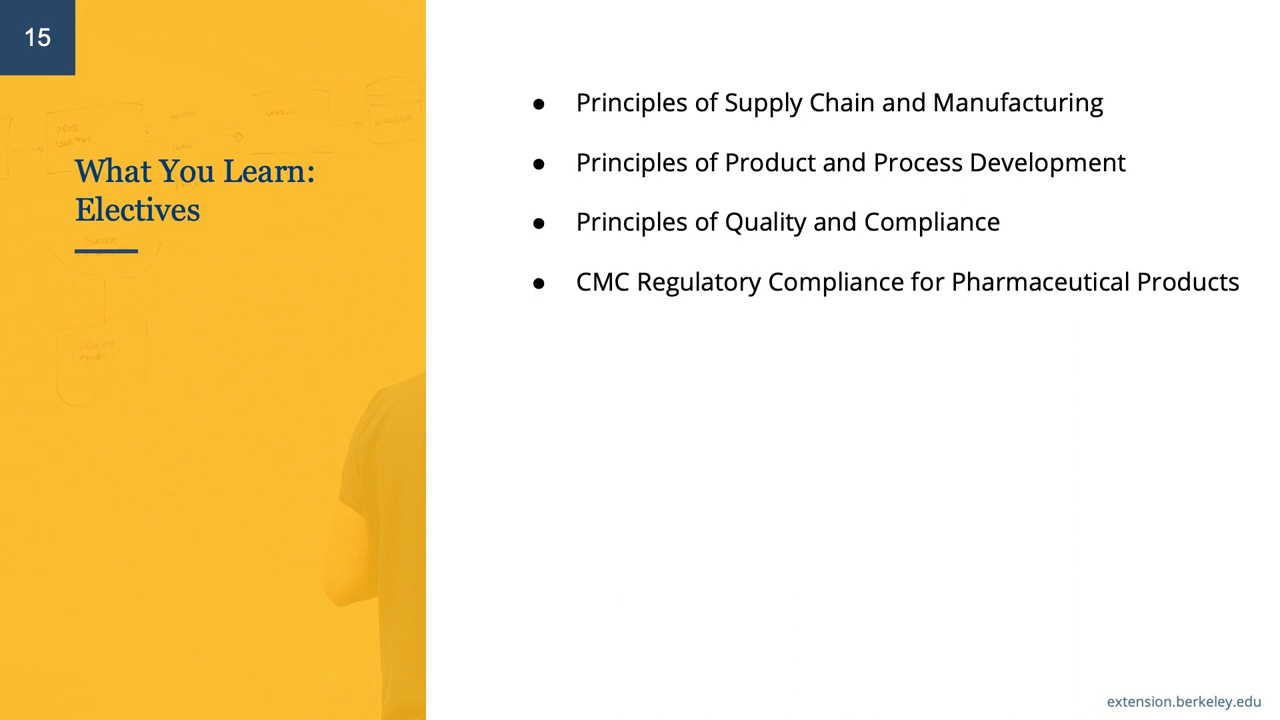 15
What You Learn:
Electives
● Principles of Supply Chain and Manufacturing
● Principles of Product and Process Development
● Principles of Quality and Compliance
● CMC Regulatory Compliance for Pharmaceutical Products
extension.berkeley.edu